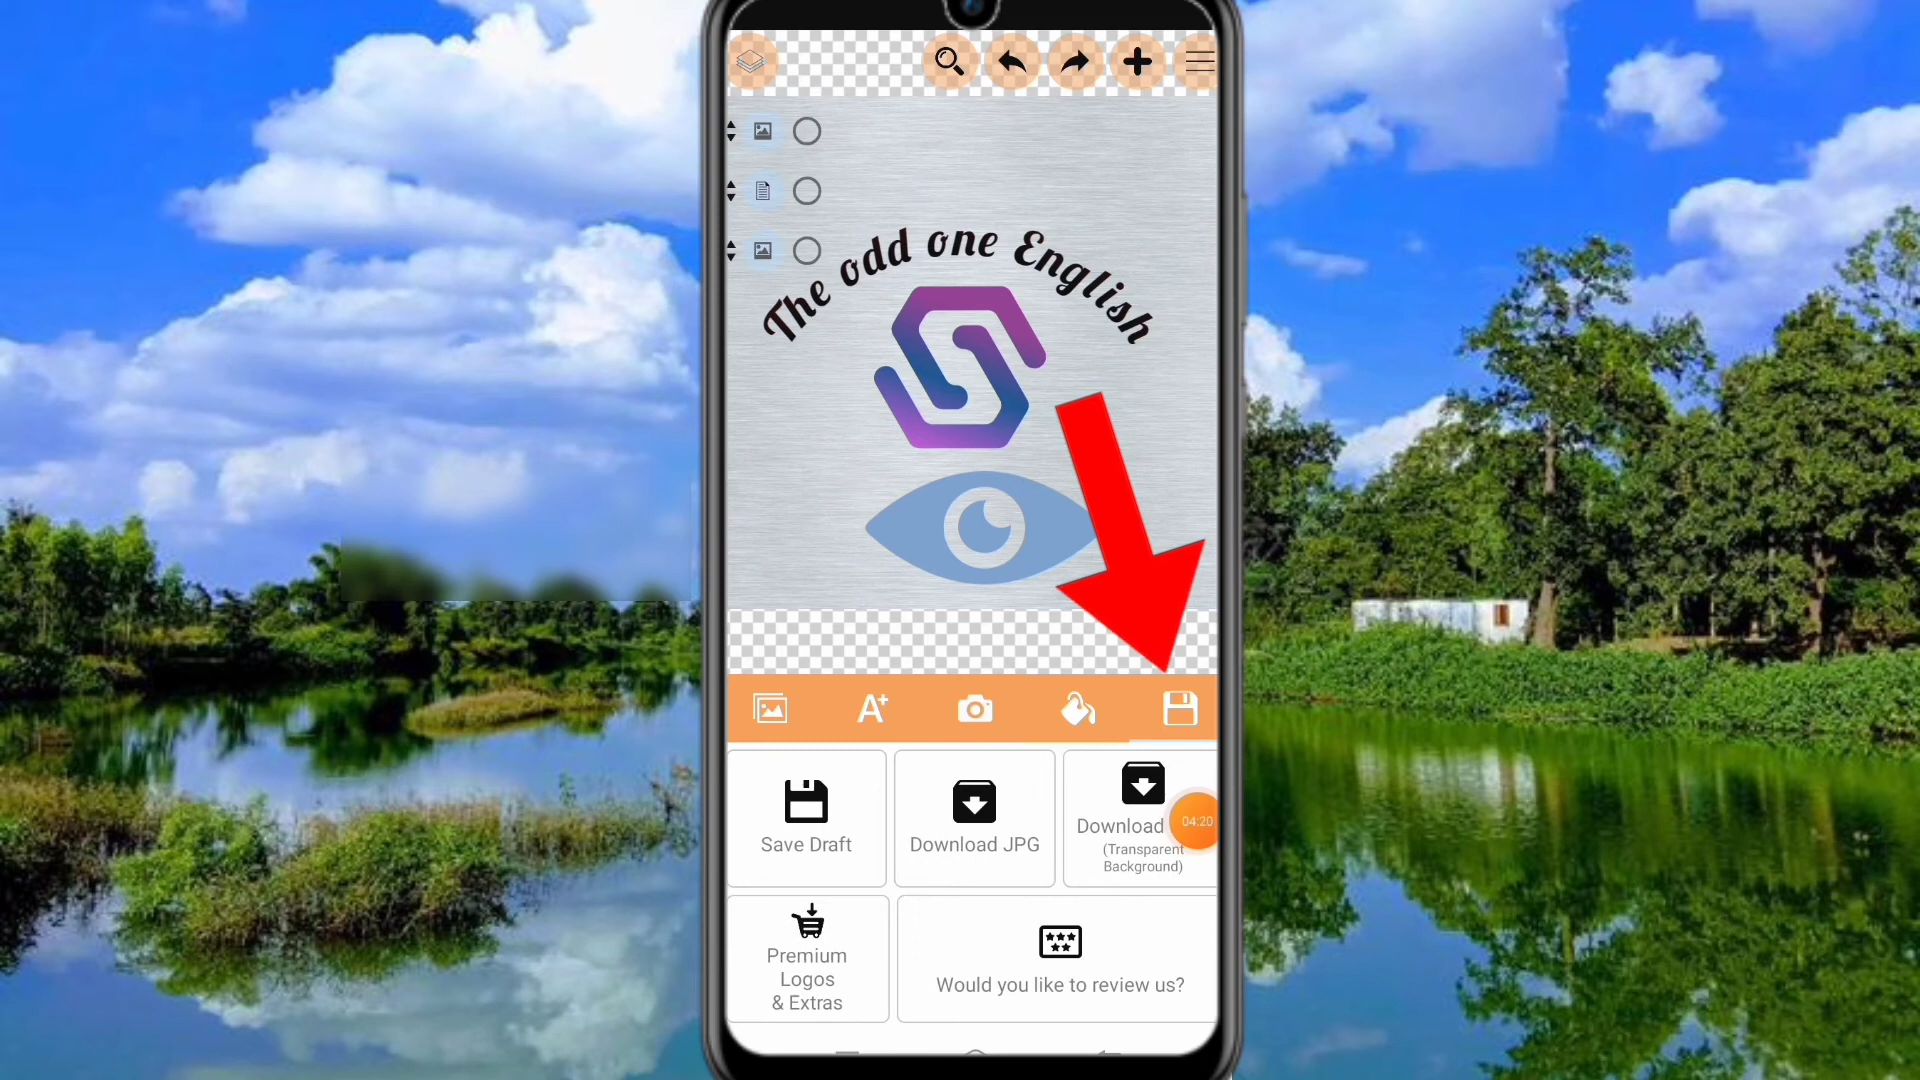 The odd one English
A+
Save Draft
Download JPG
Download
(Transparent
Background)
04:20
Premium
Logos
& Extras
Would you like to review us?